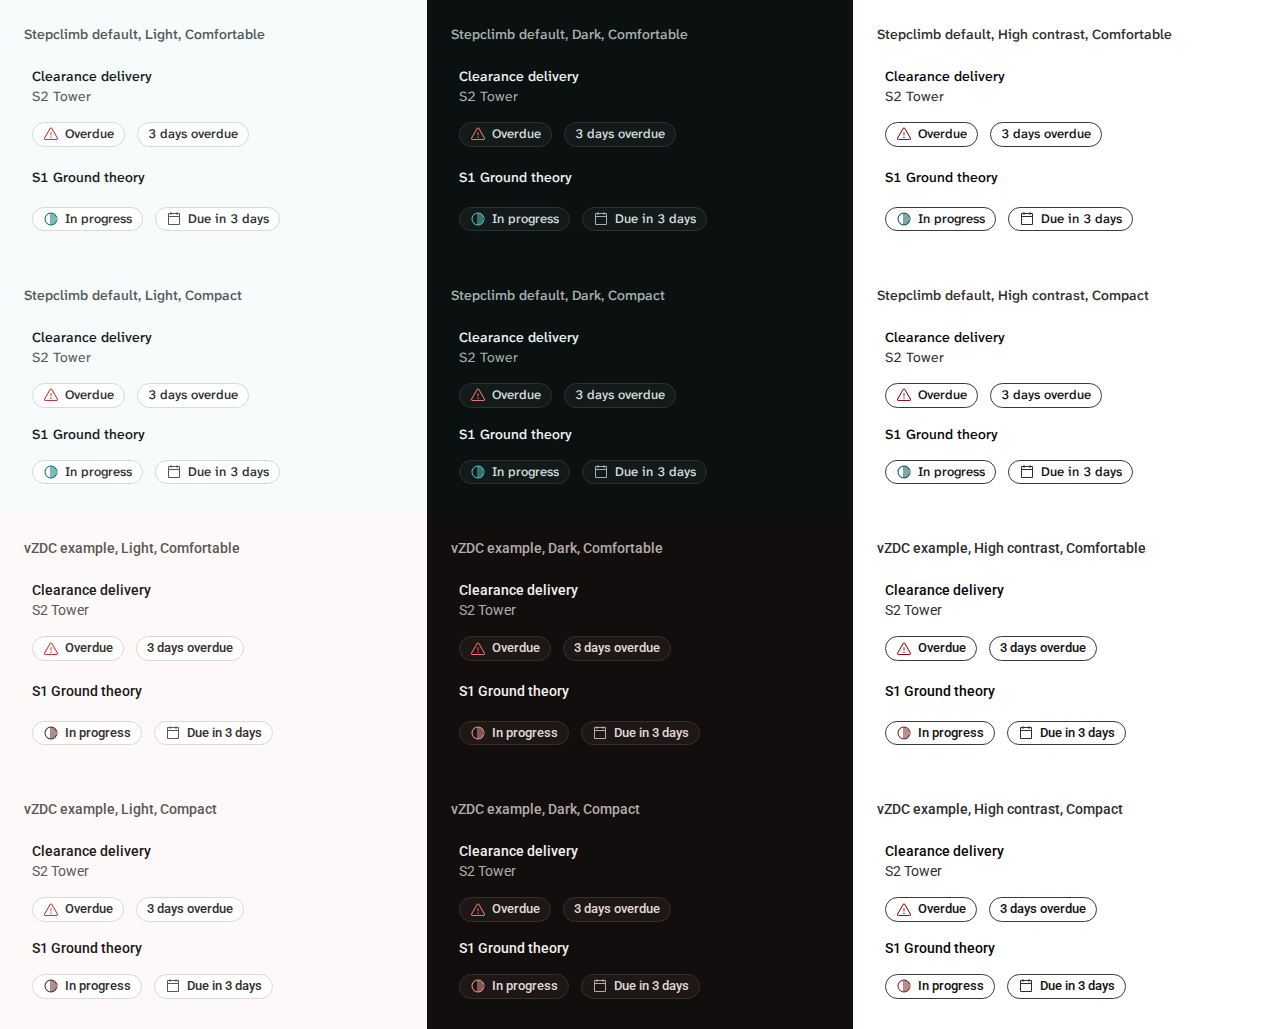 Stepclimb default, Light, Comfortable
Clearance delivery
S2 Tower
Overdue
3 days overdue
S1 Ground theory
In progress
Due in 3 days
Stepclimb default, Dark, Comfortable
Clearance delivery
S2 Tower
Overdue
3 days overdue
S1 Ground theory
In progress
Due in 3 days
Stepclimb default, High contrast, Comfortable
Clearance delivery
S2 Tower
Overdue
3 days overdue
S1 Ground theory
In progress
Due in 3 days
Stepclimb default, Light, Compact
Clearance delivery
S2 Tower
Overdue
3 days overdue
S1 Ground theory
In progress
Due in 3 days
Stepclimb default, Dark, Compact
Clearance delivery
S2 Tower
Overdue
3 days overdue
S1 Ground theory
In progress
Due in 3 days
Stepclimb default, High contrast, Compact
Clearance delivery
S2 Tower
Overdue
3 days overdue
S1 Ground theory
In progress
Due in 3 days
vZDC example, Light, Comfortable
Clearance delivery
S2 Tower
Overdue
3 days overdue
S1 Ground theory
In progress
Due in 3 days
vZDC example, Dark, Comfortable
Clearance delivery
S2 Tower
Overdue
3 days overdue
S1 Ground theory
In progress
Due in 3 days
vZDC example, High contrast, Comfortable
Clearance delivery
S2 Tower
Overdue
3 days overdue
S1 Ground theory
In progress
Due in 3 days
vZDC example, Light, Compact
Clearance delivery
S2 Tower
Overdue
3 days overdue
S1 Ground theory
In progress
Due in 3 days
vZDC example, Dark, Compact
Clearance delivery
S2 Tower
Overdue
3 days overdue
S1 Ground theory
In progress
Due in 3 days
vZDC example, High contrast, Compact
Clearance delivery
S2 Tower
Overdue
3 days overdue
S1 Ground theory
In progress
Due in 3 days